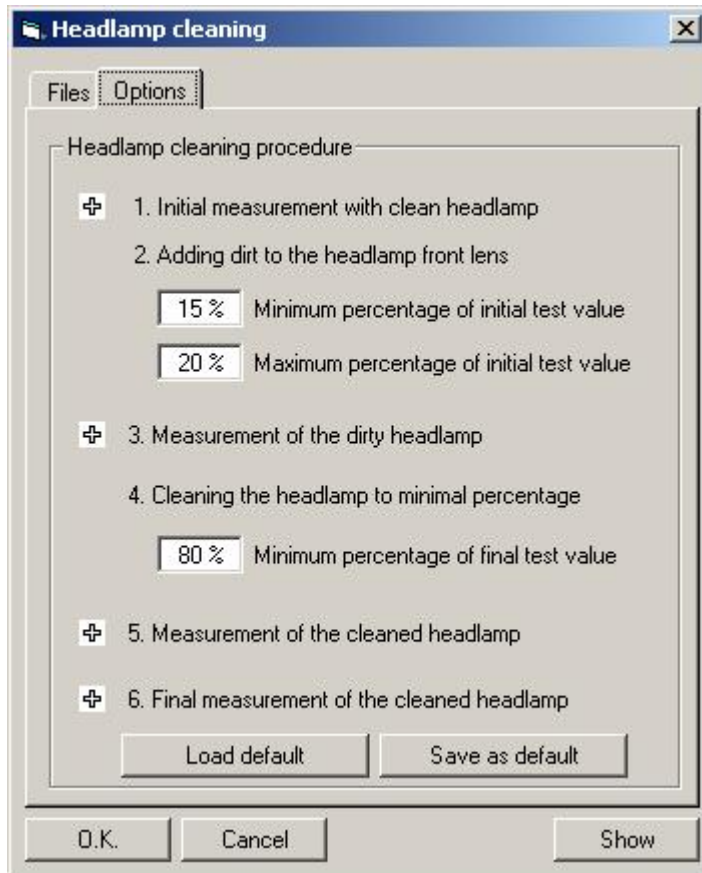 Headlamp cleaning
Files Options
Headlamp cleaning procedure
1. Initial measurement with clean headlamp
2. Adding dirt to the headlamp front lens
15 % Minimum percentage of initial test value
20 % Maximum percentage of initial test value
3. Measurement of the dirty headlamp
4. Cleaning the headlamp to minimal percentage
80 % Minimum percentage of final test value
5. Measurement of the cleaned headlamp
6. Final measurement of the cleaned headlamp
Load default Save as default
O.K. Cancel Show